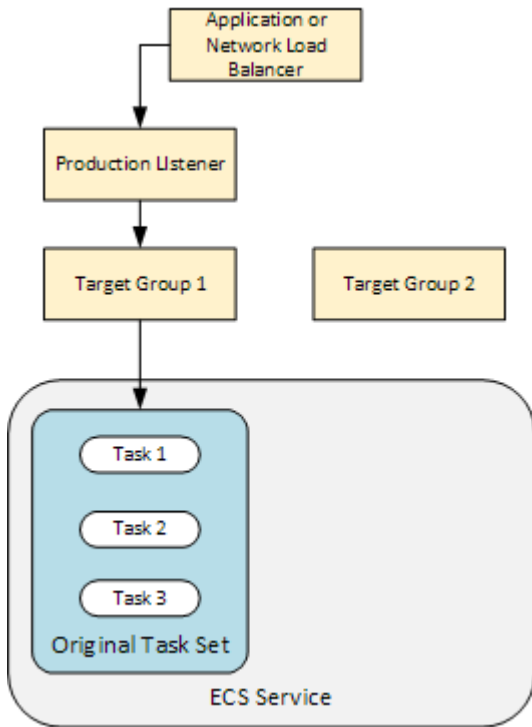 Application or
Network Load
Balancer
Production LIstener
Target Group 1
Target Group 2
Task 1
Task 2
Task 3
Original Task Set
ECS Service